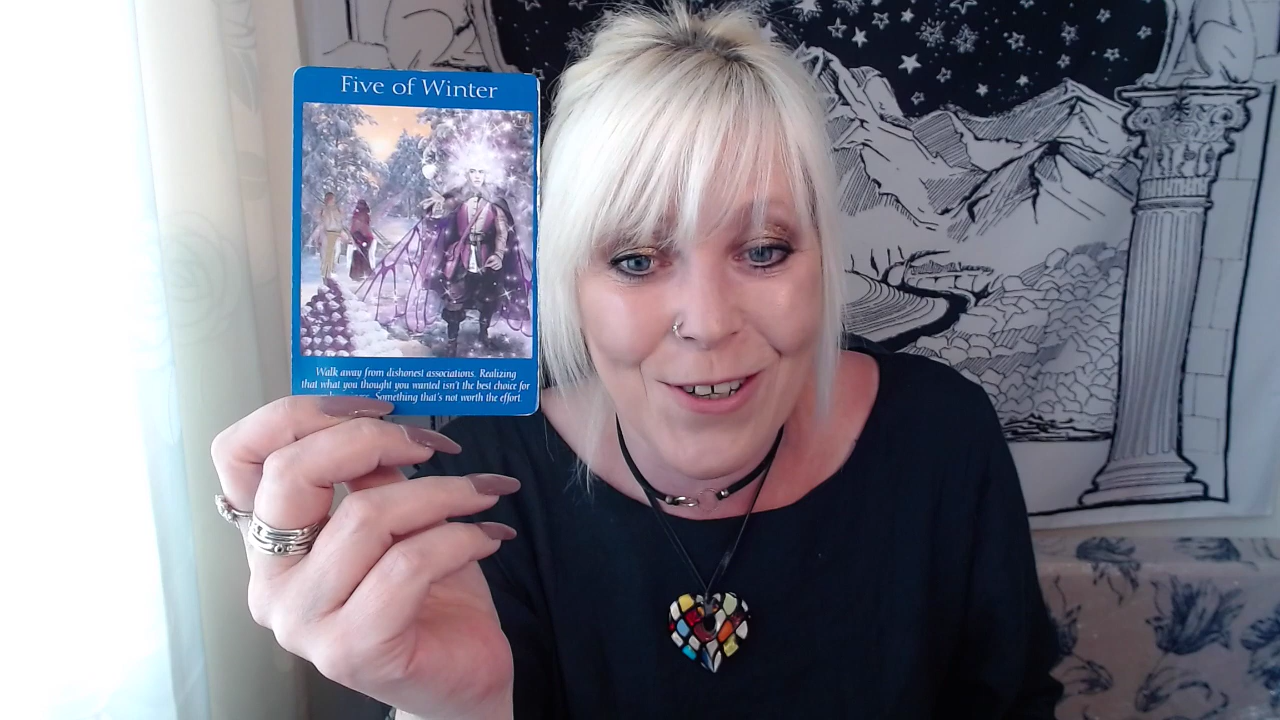 Five of Winter
Walk away from dishonest associations. Realizing
that what you thought you wanted isn't the best choice for
Something that's not worth the effort.